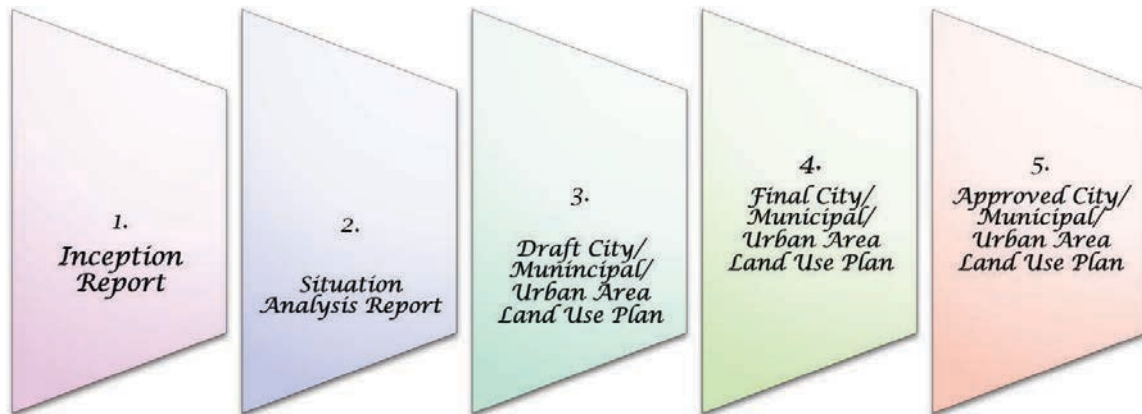 1.
Inception
Report
2.
Situation
Analysis Report
3.
Draft City/
Munincipal/
Urban Area
Land Use Plan
4.
Final City/
Municipal/
Urban Area
Land Use Plan
5.
Approved City/
Municipal/
Urban Area
Land Use Plan